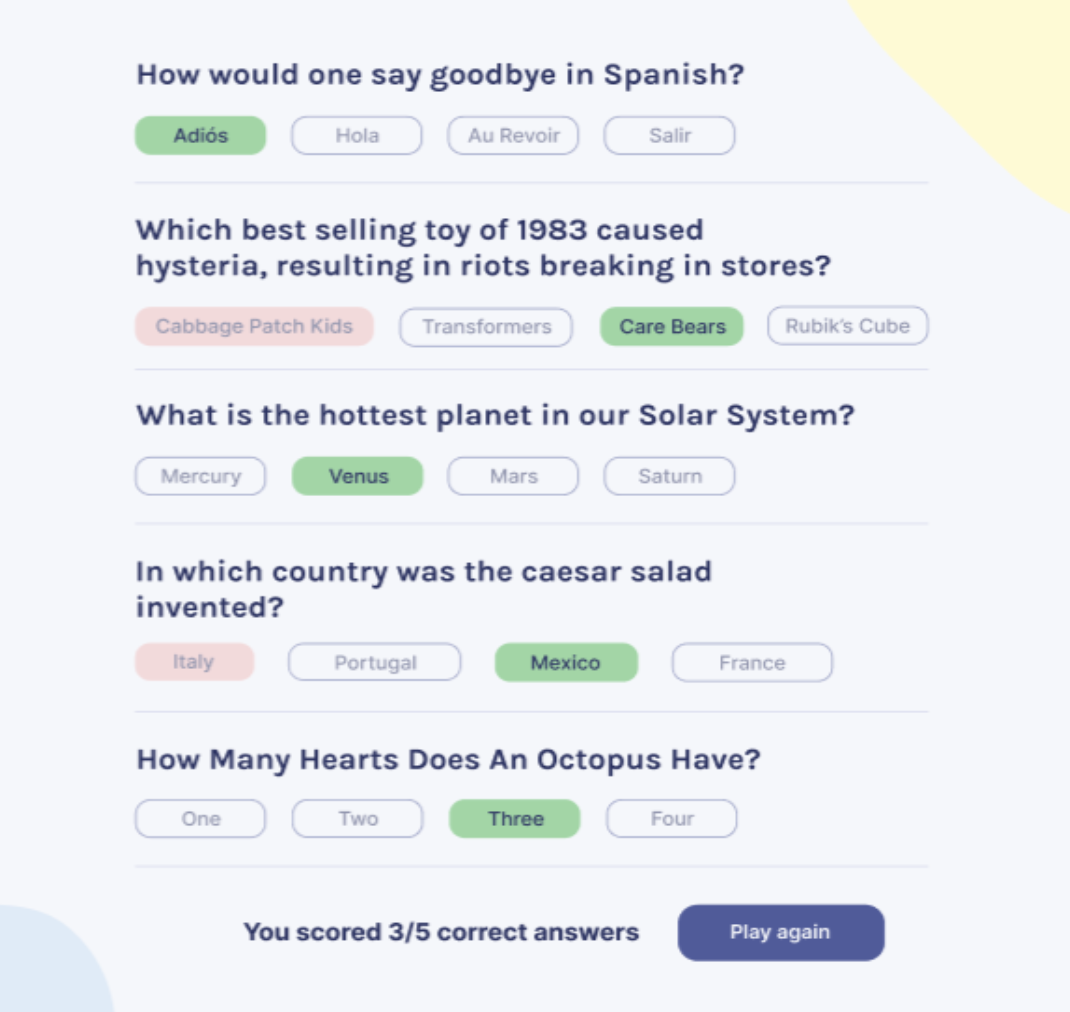 How would one say goodbye in Spanish?
Adiós Hola Au Revoir Salir
Which best selling toy of 1983 caused
hysteria, resulting in riots breaking in stores?
Cabbage Patch Kids Transformers Care Bears Rubik's Cube
What is the hottest planet in our Solar System?
Mercury Venus Mars Saturn
In which country was the caesar salad
invented?
Italy Portugal Mexico France
How Many Hearts Does An Octopus Have?
One Two Three Four
You scored 3/5 correct answers Play again